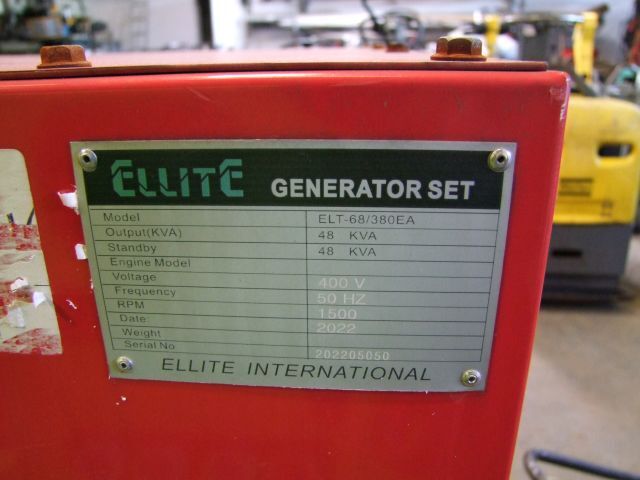 ELLITE GENERATOR SET
Model ELT-68/380EA
Output(KVA) 48 KVA
Standby 48 KVA
Engine Model
Voltage 400 V
Frequency 50 HZ
RPM 1500
Date: 2022
Weight
Serial No 202205050
ELLITE INTERNATIONAL